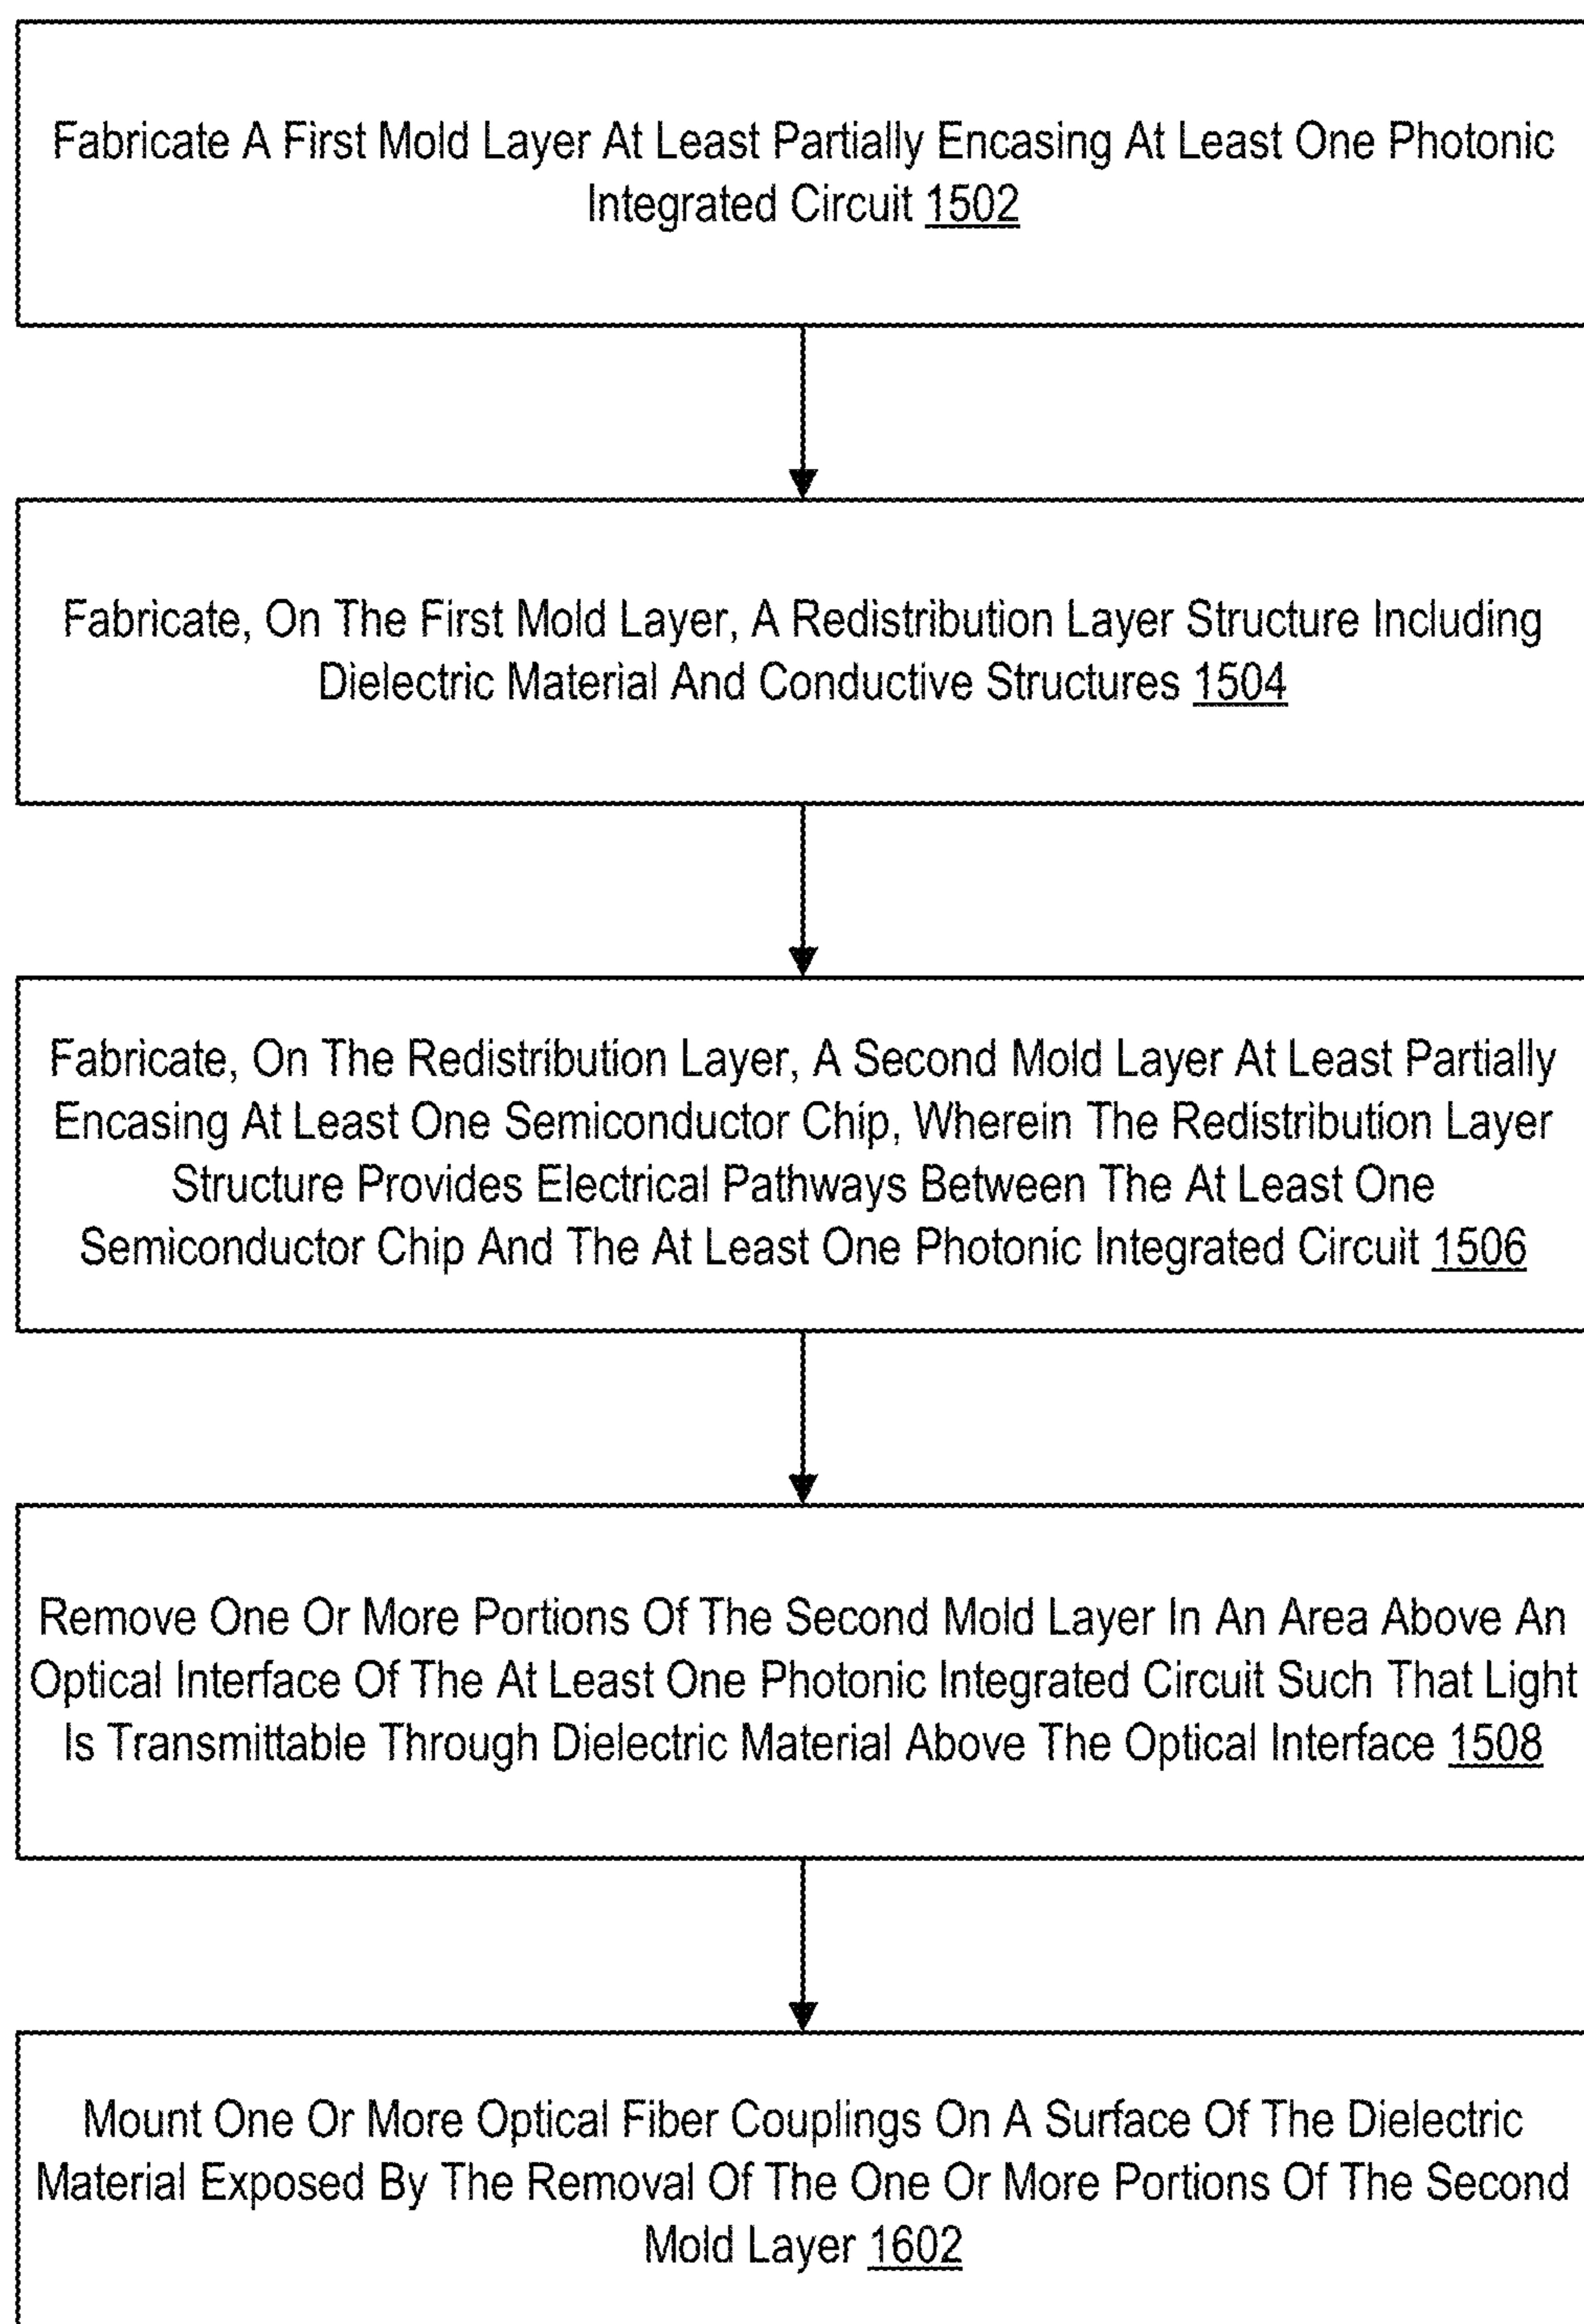 Fabricate A First Mold Layer At Least Partially Encasing At Least One Photonic
Integrated Circuit 1502
Fabricate, On The First Mold Layer, A Redistribution Layer Structure Including
Dielectric Material And Conductive Structures 1504
Fabricate, On The Redistribution Layer, A Second Mold Layer At Least Partially
Encasing At Least One Semiconductor Chip, Wherein The Redistribution Layer
Structure Provides Electrical Pathways Between The At Least One
Semiconductor Chip And The At Least One Photonic Integrated Circuit 1506
Remove One Or More Portions Of The Second Mold Layer In An Area Above An
Optical Interface Of The At Least One Photonic Integrated Circuit Such That Light
Is Transmittable Through Dielectric Material Above The Optical Interface 1508
Mount One Or More Optical Fiber Couplings On A Surface Of The Dielectric
Material Exposed By The Removal Of The One Or More Portions Of The Second
Mold Layer 1602